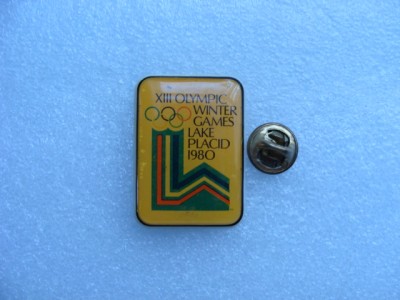 XIII OLYMPIC
WINTER
GAMES
LAKE
PLACID
1980